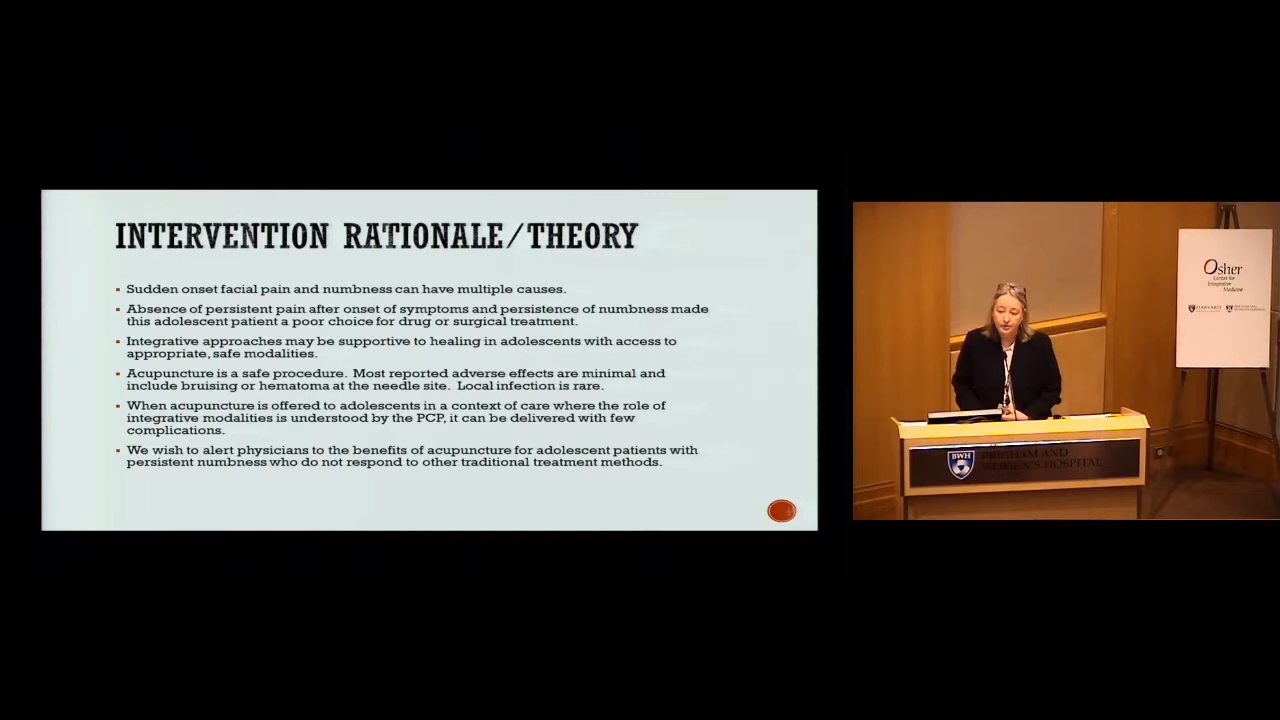 INTERVENTION RATIONALE/THEORY
▪ Sudden onset facial pain and numbness can have multiple causes.
▪ Absence of persistent pain after onset of symptoms and persistence of numbness made
this adolescent patient a poor choice for drug or surgical treatment.
▪ Integrative approaches may be supportive to healing in adolescents with access to
appropriate, safe modalities.
▪ Acupuncture is a safe procedure. Most reported adverse effects are minimal and
include bruising or hematoma at the needle site. Local infection is rare.
▪ When acupuncture is offered to adolescents in a context of care where the role of
integrative modalities is understood by the PCP, it can be delivered with few
complications.
▪ We wish to alert physicians to the benefits of acupuncture for adolescent patients with
persistent numbness who do not respond to other traditional treatment methods.
Osher
Center for
Integrative
Medicine
HARVARD
BWH
BRIGHAM AND
WOMEN'S HOSPITAL